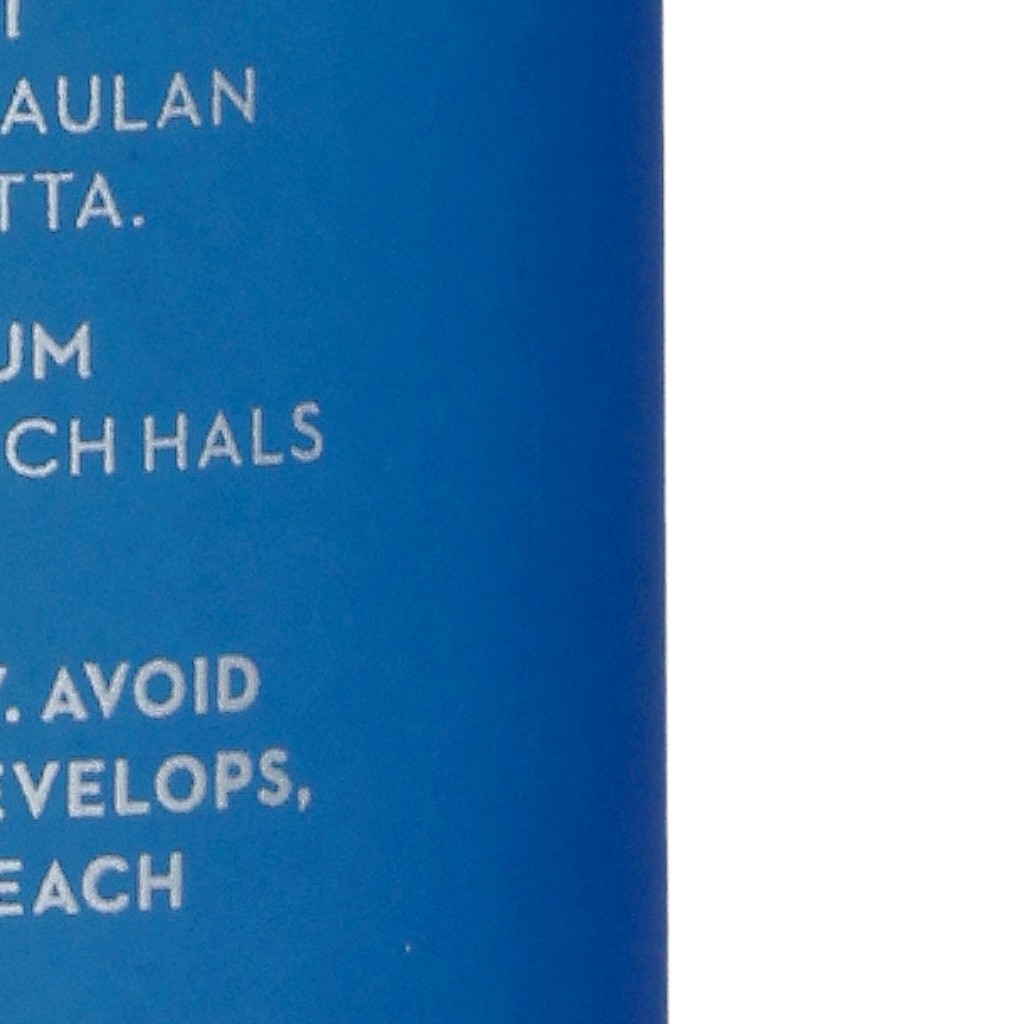 AULAN
TTA.
UM
CH HALS
. AVOID
EVELOPS,
EACH